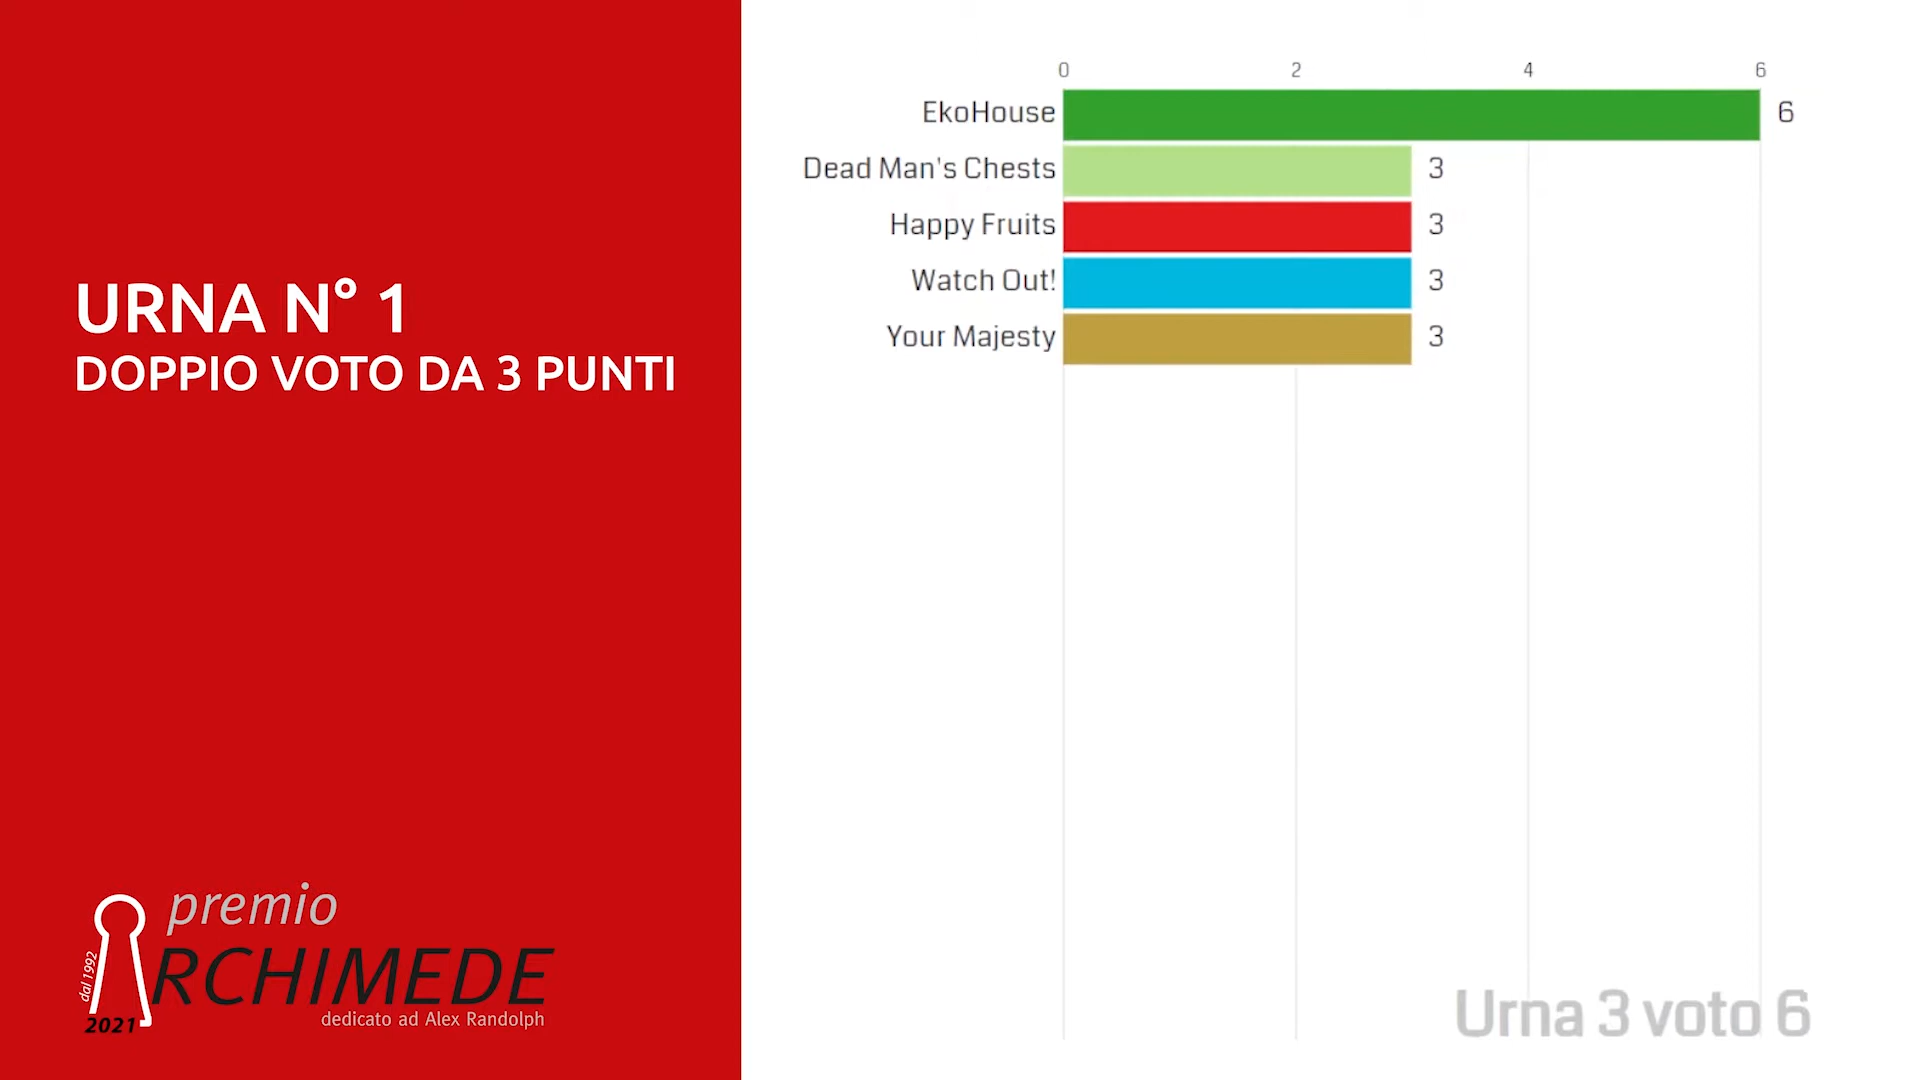 URNA N° 1
DOPPIO VOTO DA 3 PUNTI
premio
ARCHIMEDE
dal 1992
2021
dedicato ad Alex Randolph
0 2 4 6
EkoHouse 6
Dead Man's Chests 3
Happy Fruits 3
Watch Out! 3
Your Majesty 3
Urna 3 voto 6